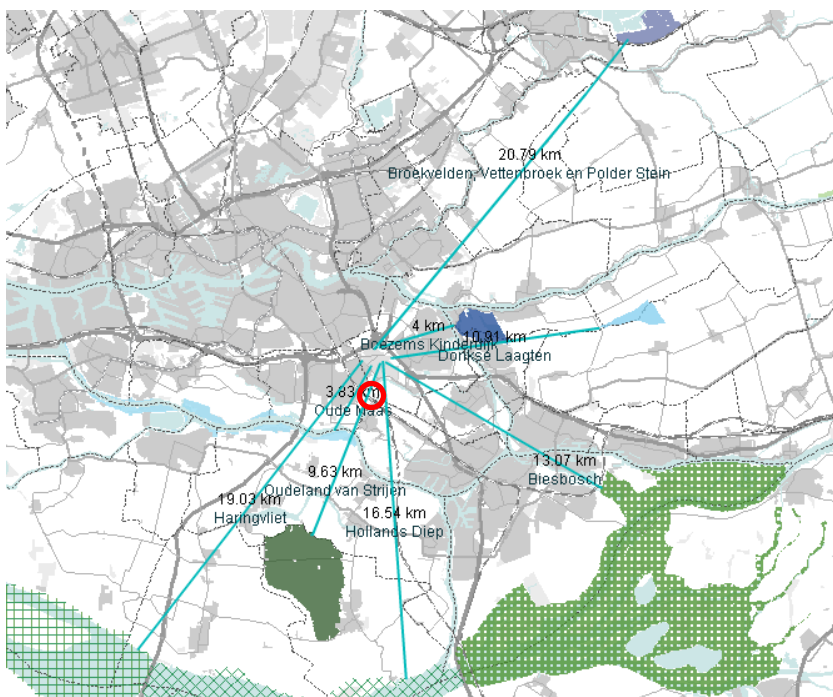 20.79 km
Broekvelden, Vettenbroek en Polder Stein
4 km
Boezems Kinderdijk
10.91 km
Donkse Laagten
3.83 km
Oude Maas
13.07 km
Biesbosch
9.63 km
Oudeland van Strijen
19.03 km
Haringvliet
16.54 km
Hollands Diep